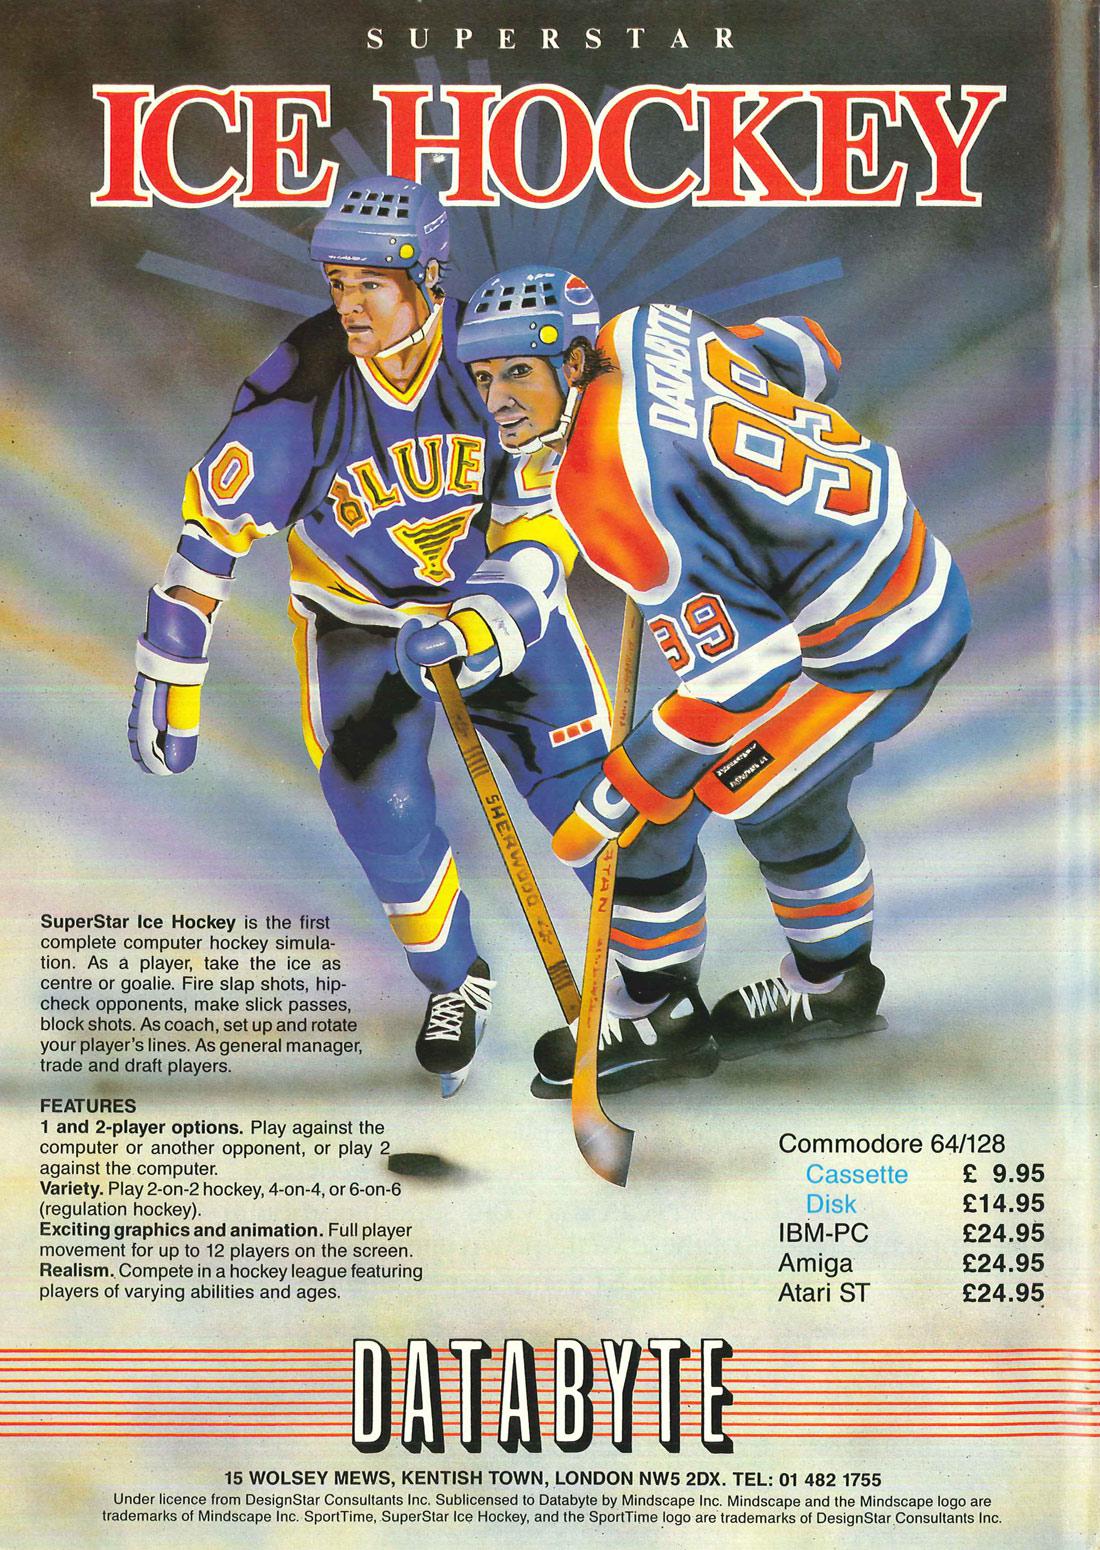 SUPERSTAR
ICE HOCKEY
DATABYTE
99
0
BLUE
99
SHERWOOD
SuperStar Ice Hockey is the first
complete computer hockey simula-
tion. As a player, take the ice as
centre or goalie. Fire slap shots, hip-
check opponents, make slick passes,
block shots. As coach, set up and rotate
your player's lines. As general manager,
trade and draft players.
FEATURES
1 and 2-player options. Play against the
computer or another opponent, or play 2
against the computer.
Variety. Play 2-on-2 hockey, 4-on-4, or 6-on-6
(regulation hockey).
Exciting graphics and animation. Full player
movement for up to 12 players on the screen.
Realism. Compete in a hockey league featuring
players of varying abilities and ages.
Commodore 64/128
Cassette £ 9.95
Disk £14.95
IBM-PC £24.95
Amiga £24.95
Atari ST £24.95
DATABYTE
15 WOLSEY MEWS, KENTISH TOWN, LONDON NW5 2DX. TEL: 01 482 1755
Under licence from DesignStar Consultants Inc. Sublicensed to Databyte by Mindscape Inc. Mindscape and the Mindscape logo are
trademarks of Mindscape Inc. SportTime, SuperStar Ice Hockey, and the SportTime logo are trademarks of DesignStar Consultants Inc.